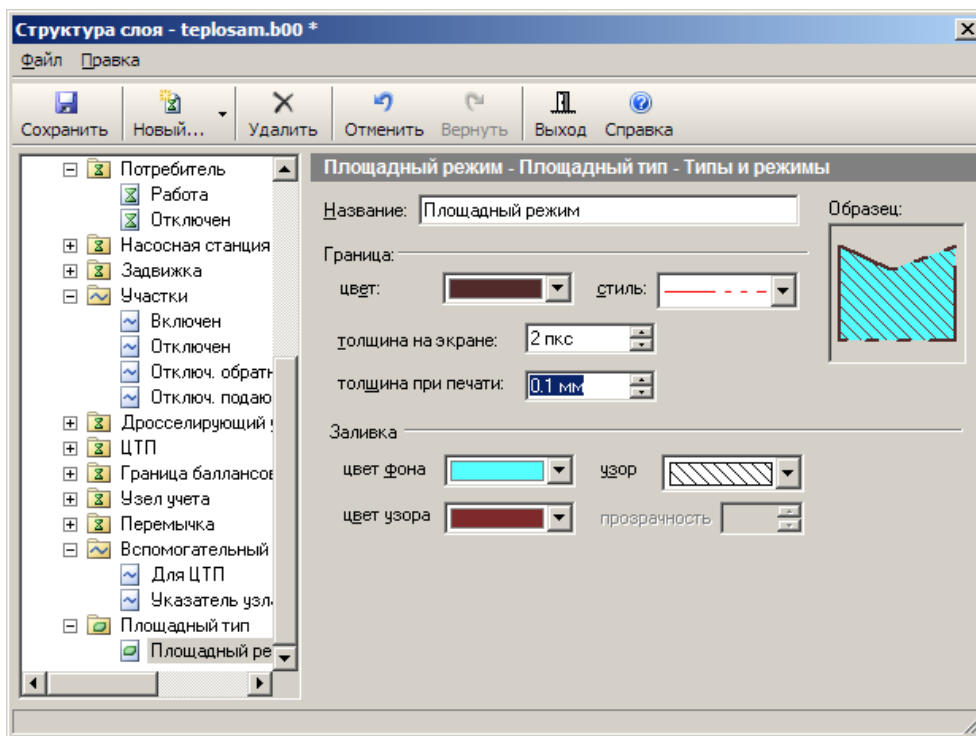 Структура слоя - teplosam.b00 *
Файл Правка
Сохранить Новый... Удалить Отменить Вернуть Выход Справка
Потребитель
Работа
Отключен
Насосная станция
Задвижка
Участки
Включен
Отключен
Отключ. обратн
Отключ. подаю
Дросселирующий у
ЦТП
Граница баллансов
Узел учета
Перемычка
Вспомогательный
Для ЦТП
Указатель узла
Площадный тип
Площадный ре
Площадный режим - Площадный тип - Типы и режимы
Название: Площадный режим
Образец:
Граница:
цвет: стиль:
толщина на экране: 2 пкс
толщина при печати: 0.1 мм
Заливка
цвет фона узор
цвет узора прозрачность